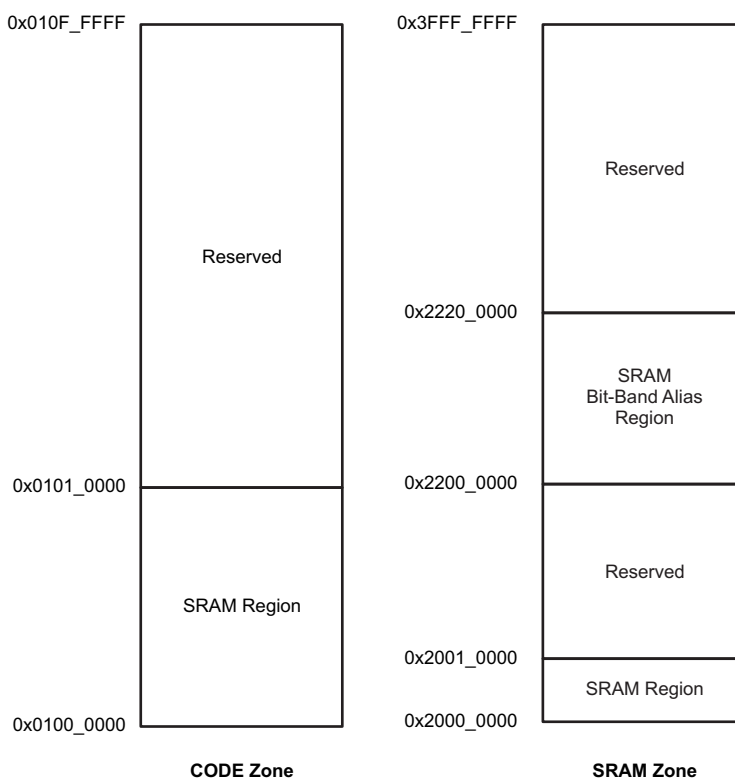 0x010F_FFFF
Reserved
0x0101_0000
SRAM Region
0x0100_0000
CODE Zone
0x3FFF_FFFF
Reserved
0x2220_0000
SRAM
Bit-Band Alias
Region
0x2200_0000
Reserved
0x2001_0000
SRAM Region
0x2000_0000
SRAM Zone